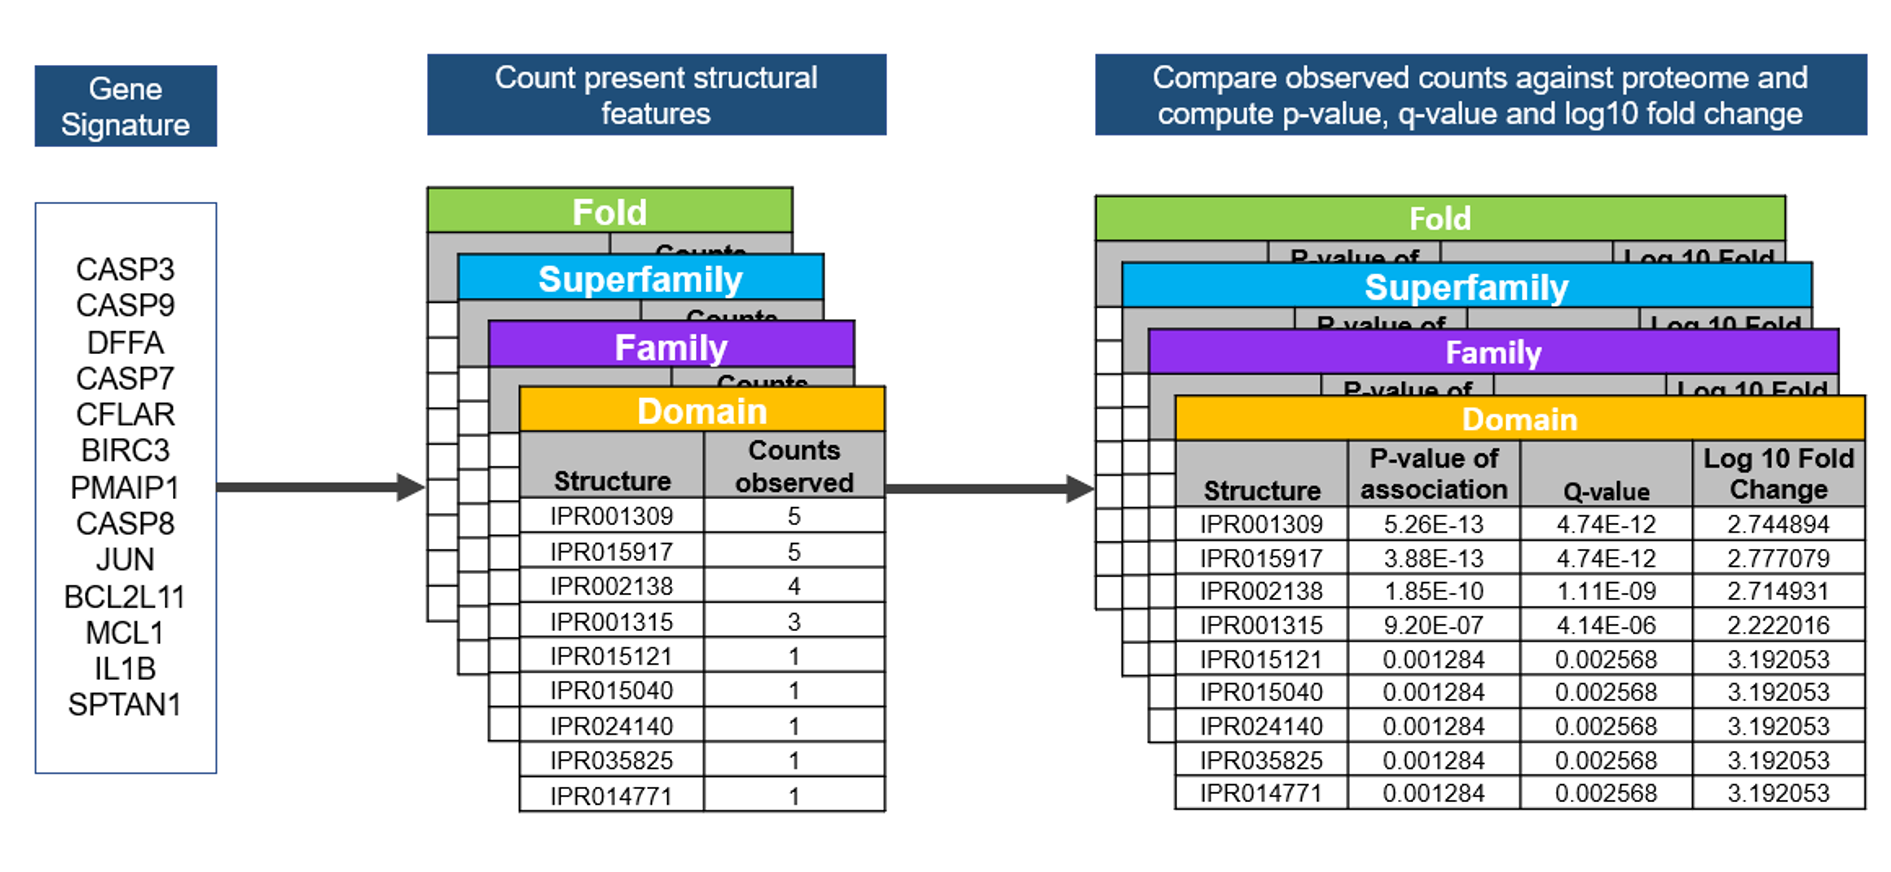 Gene
Signature
Count present structural
features
Compare observed counts against proteome and
compute p-value, q-value and log10 fold change
CASP3
CASP9
DFFA
CASP7
CFLAR
BIRC3
PMAIP1
CASP8
JUN
BCL2L11
MCL1
IL1B
SPTAN1
Fold
Counts
Superfamily
Counts
Family
Counts
Domain
Structure Counts observed
IPR001309 5
IPR015917 5
IPR002138 4
IPR001315 3
IPR015121 1
IPR015040 1
IPR024140 1
IPR035825 1
IPR014771 1
Fold
P-value of Log 10 Fold
Superfamily
P-value of Log 10 Fold
Family
P-value of Log 10 Fold
Domain
Structure P-value of association Q-value Log 10 Fold Change
IPR001309 5.26E-13 4.74E-12 2.744894
IPR015917 3.88E-13 4.74E-12 2.777079
IPR002138 1.85E-10 1.11E-09 2.714931
IPR001315 9.20E-07 4.14E-06 2.222016
IPR015121 0.001284 0.002568 3.192053
IPR015040 0.001284 0.002568 3.192053
IPR024140 0.001284 0.002568 3.192053
IPR035825 0.001284 0.002568 3.192053
IPR014771 0.001284 0.002568 3.192053